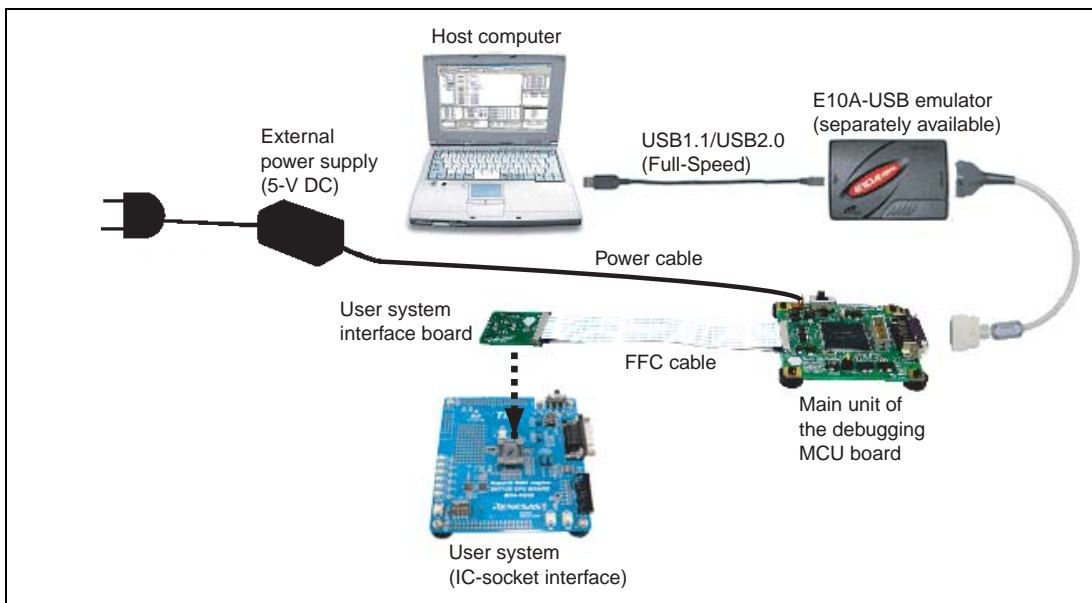 Host computer
E10A-USB emulator
(separately available)
USB1.1/USB2.0
(Full-Speed)
External
power supply
(5-V DC)
Power cable
User system
interface board
FFC cable
Main unit of
the debugging
MCU board
RENESAS
User system
(IC-socket interface)